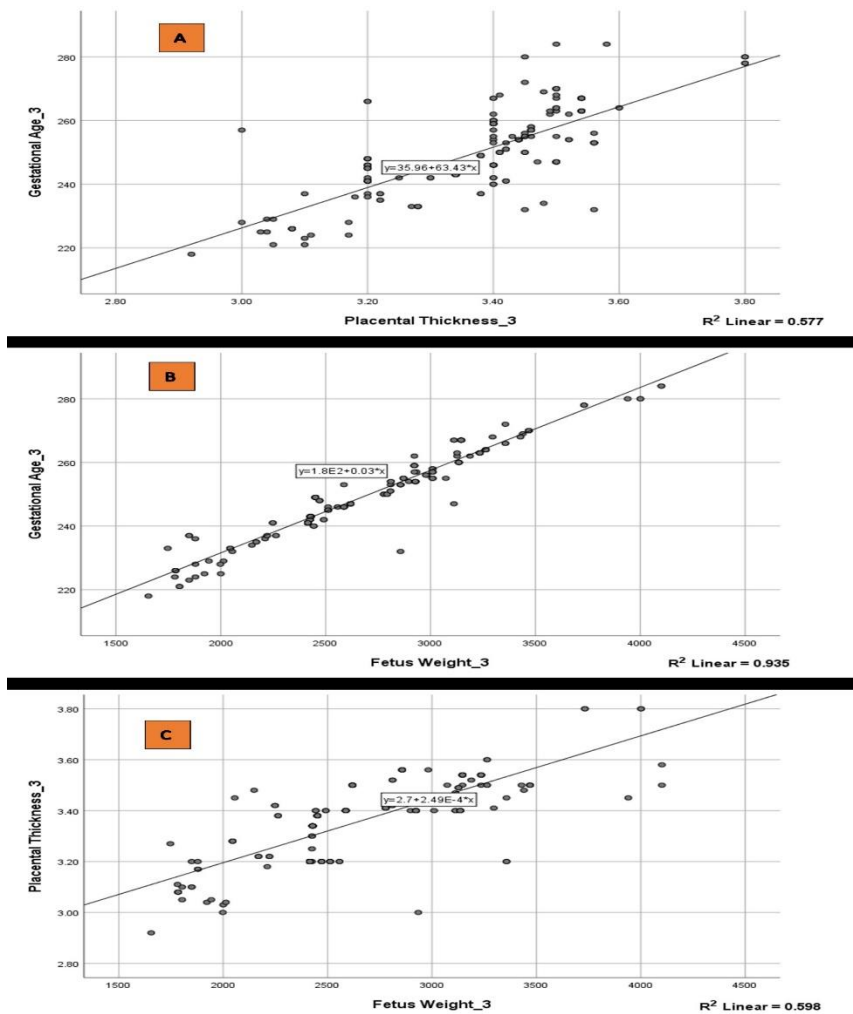 A
280
260
240
220
Gestational Age_3
y=35.96+63.43*x
2.80 3.00 3.20 3.40 3.60 3.80
Placental Thickness_3
R² Linear = 0.577
B
280
260
240
220
Gestational Age_3
y=1.8E2+0.03*x
1500 2000 2500 3000 3500 4000 4500
Fetus Weight_3
R² Linear = 0.935
C
3.80
3.60
3.40
3.20
3.00
2.80
Placental Thickness_3
y=2.7+2.49E-4*x
1500 2000 2500 3000 3500 4000 4500
Fetus Weight_3
R² Linear = 0.598